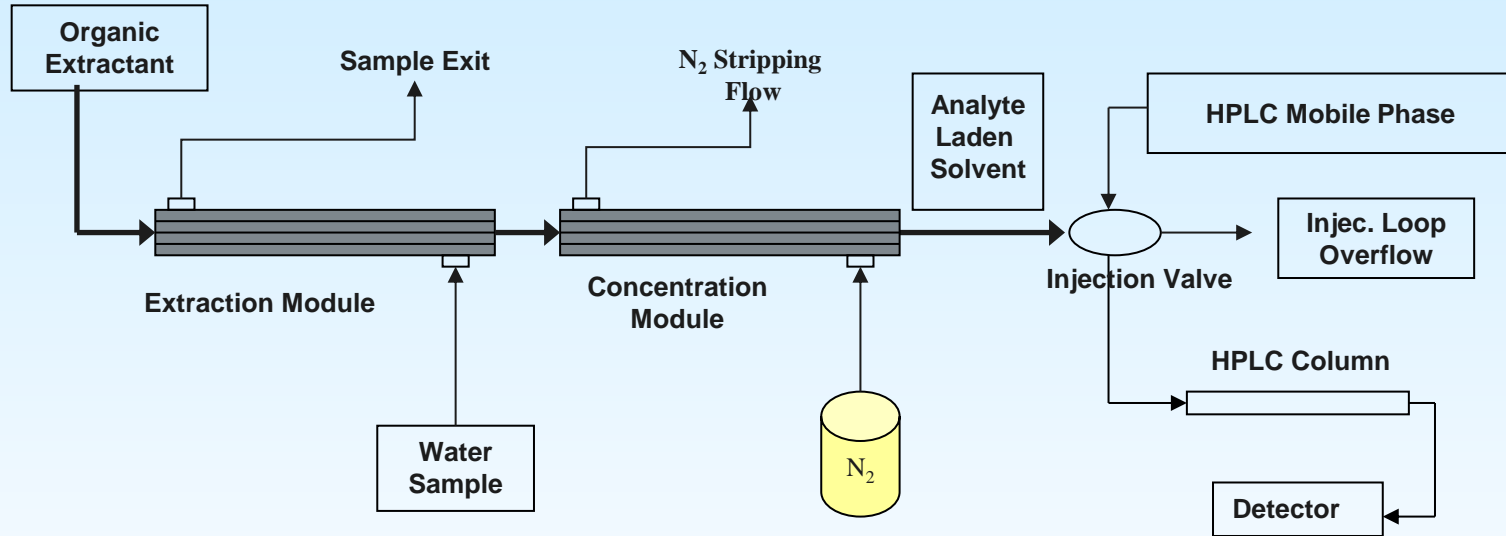 Organic
Extractant
Sample Exit
N₂ Stripping
Flow
Analyte
Laden
Solvent
HPLC Mobile Phase
Injec. Loop
Overflow
Injection Valve
Extraction Module
Concentration
Module
HPLC Column
Water
Sample
N₂
Detector